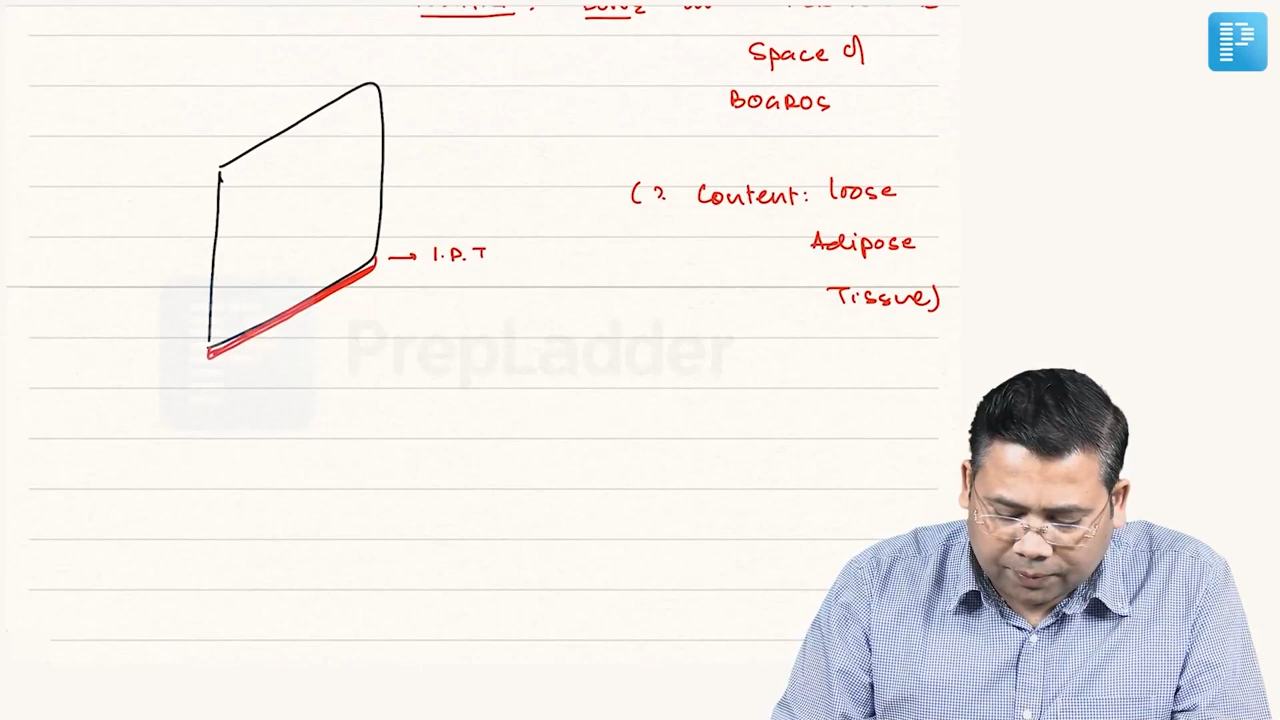 Space of
BOGROS
(? Content: loose
Adipose
Tissue)
→ I.P.T
PrepLadder